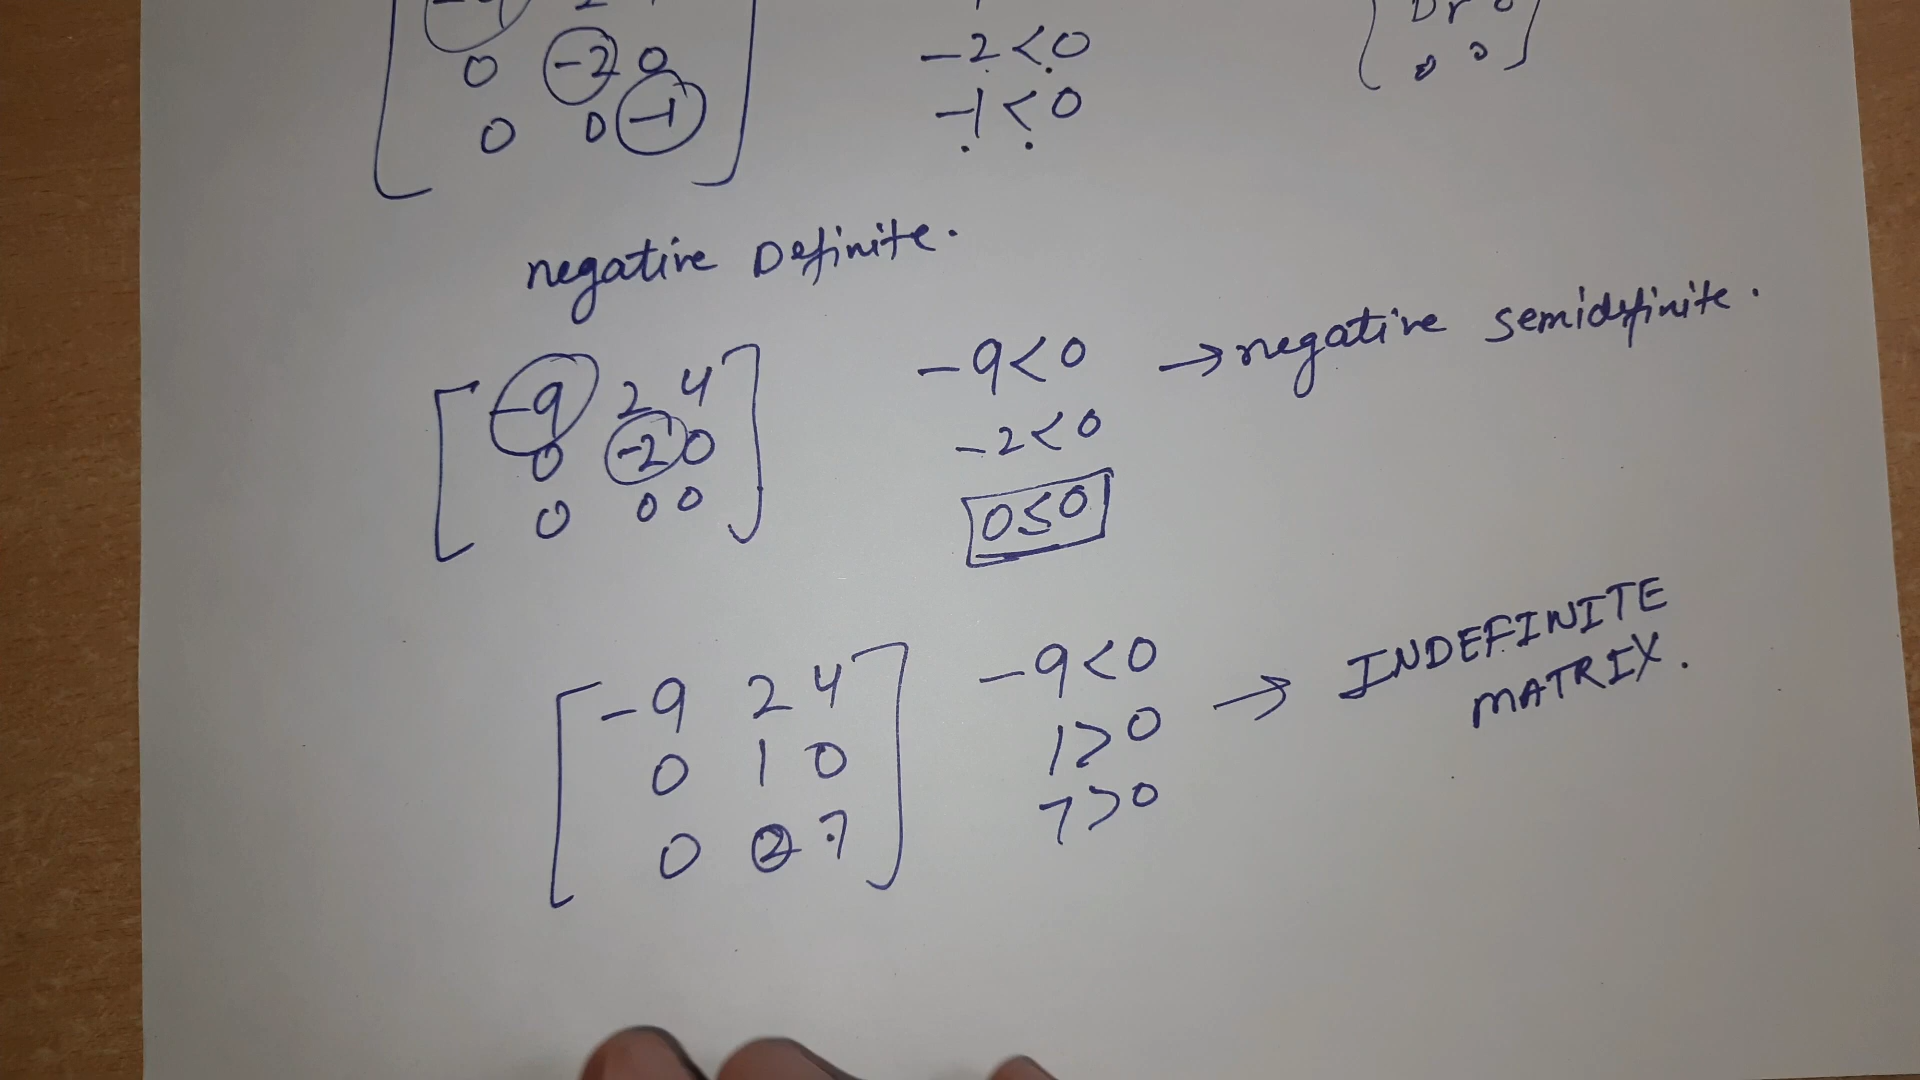 0 -2 0 -2<0
0 0 -1 -1<0
negative Definite.
-9 2 4 -9<0 → negative semidefinite.
0 -2 0 -2<0
0 0 0 0≤0
-9 2 4 -9<0 → INDEFINITE
0 1 0 1>0 MATRIX.
0 2 7 7>0